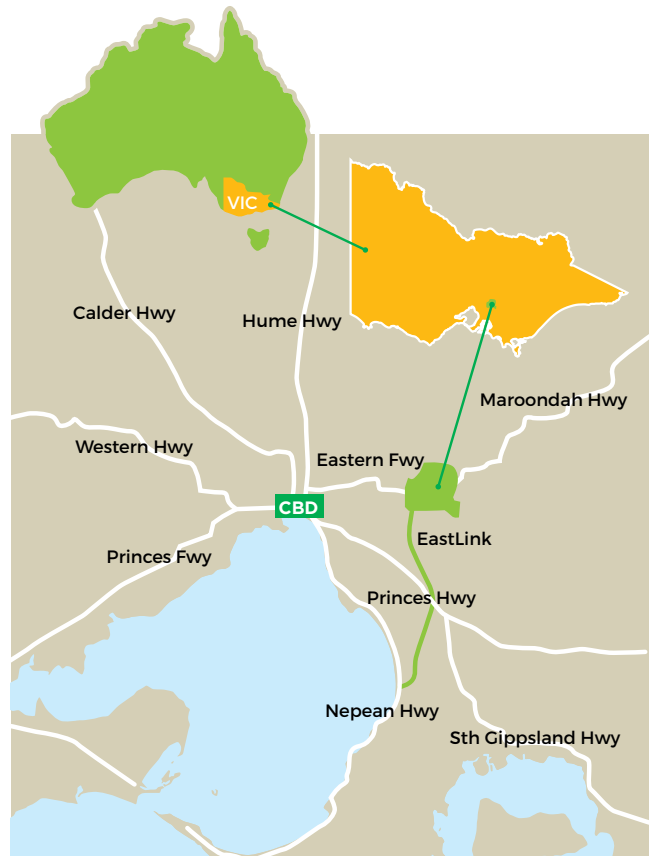 VIC
Calder Hwy
Hume Hwy
Maroondah Hwy
Western Hwy
Eastern Fwy
CBD
EastLink
Princes Fwy
Princes Hwy
Nepean Hwy
Sth Gippsland Hwy